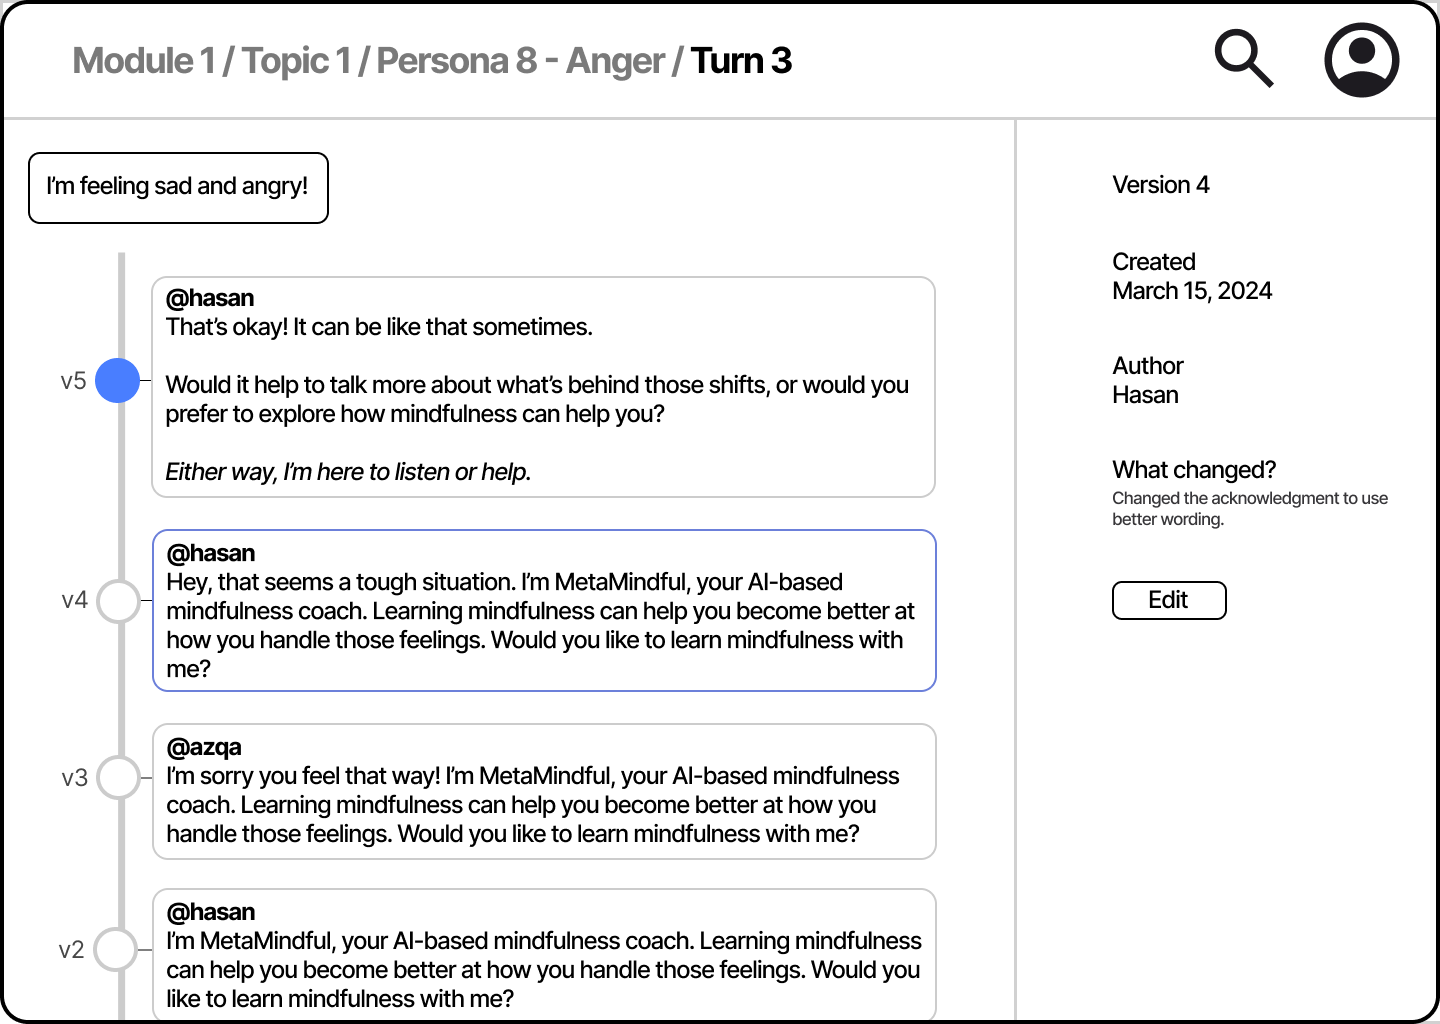 Module 1 / Topic 1 / Persona 8 - Anger / Turn 3
I’m feeling sad and angry!
v5
@hasan
That’s okay! It can be like that sometimes.
Would it help to talk more about what’s behind those shifts, or would you
prefer to explore how mindfulness can help you?
Either way, I’m here to listen or help.
v4
@hasan
Hey, that seems a tough situation. I’m MetaMindful, your AI-based
mindfulness coach. Learning mindfulness can help you become better at
how you handle those feelings. Would you like to learn mindfulness with
me?
v3
@azqa
I’m sorry you feel that way! I’m MetaMindful, your AI-based mindfulness
coach. Learning mindfulness can help you become better at how you
handle those feelings. Would you like to learn mindfulness with me?
v2
@hasan
I’m MetaMindful, your AI-based mindfulness coach. Learning mindfulness
can help you become better at how you handle those feelings. Would you
like to learn mindfulness with me?
Version 4
Created
March 15, 2024
Author
Hasan
What changed?
Changed the acknowledgment to use
better wording.
Edit